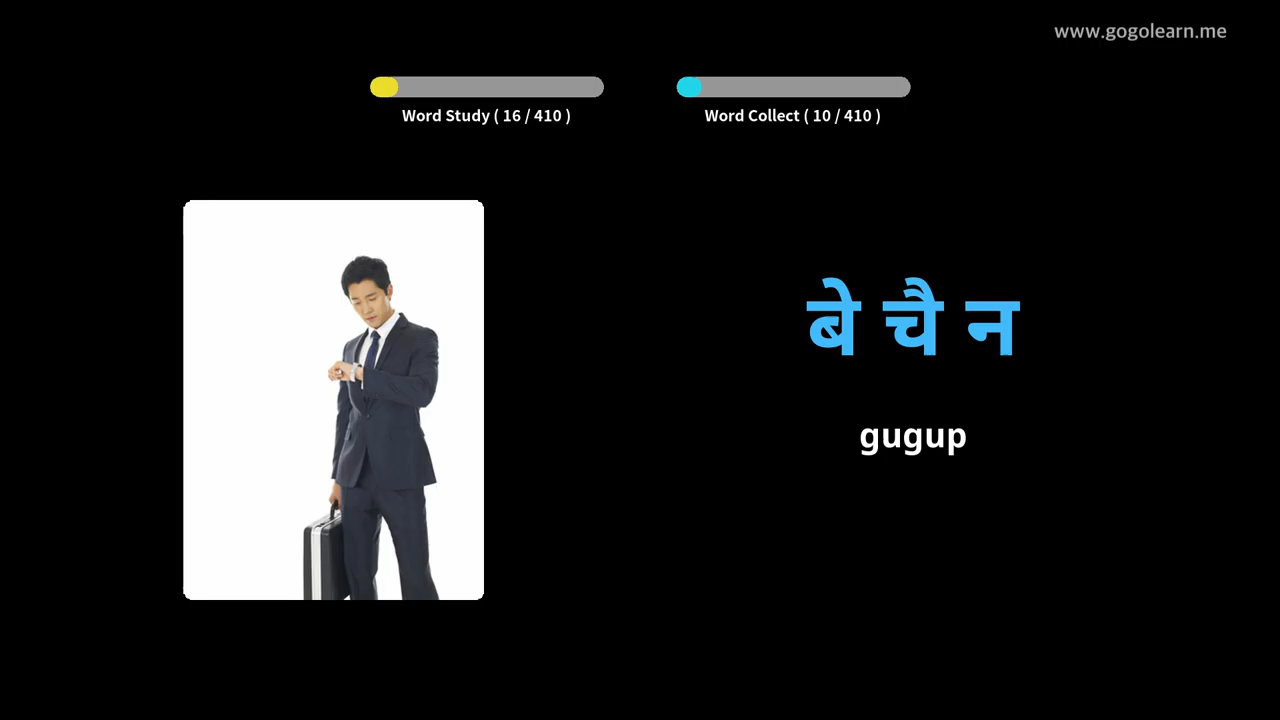 www.gogolearn.me
Word Study ( 16 / 410 )
Word Collect ( 10 / 410 )
बे चै न
gugup